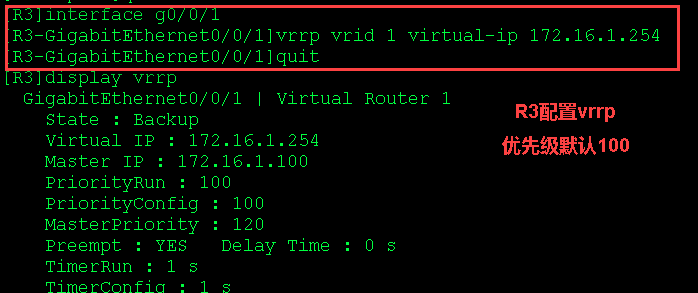 [R3]interface g0/0/1
[R3-GigabitEthernet0/0/1]vrrp vrid 1 virtual-ip 172.16.1.254
[R3-GigabitEthernet0/0/1]quit
[R3]display vrrp
GigabitEthernet0/0/1 | Virtual Router 1
State : Backup
R3配置vrrp
Virtual IP : 172.16.1.254
优先级默认100
Master IP : 172.16.1.100
PriorityRun : 100
PriorityConfig : 100
MasterPriority : 120
Preempt : YES Delay Time : 0 s
TimerRun : 1 s
TimerConfig : 1 s